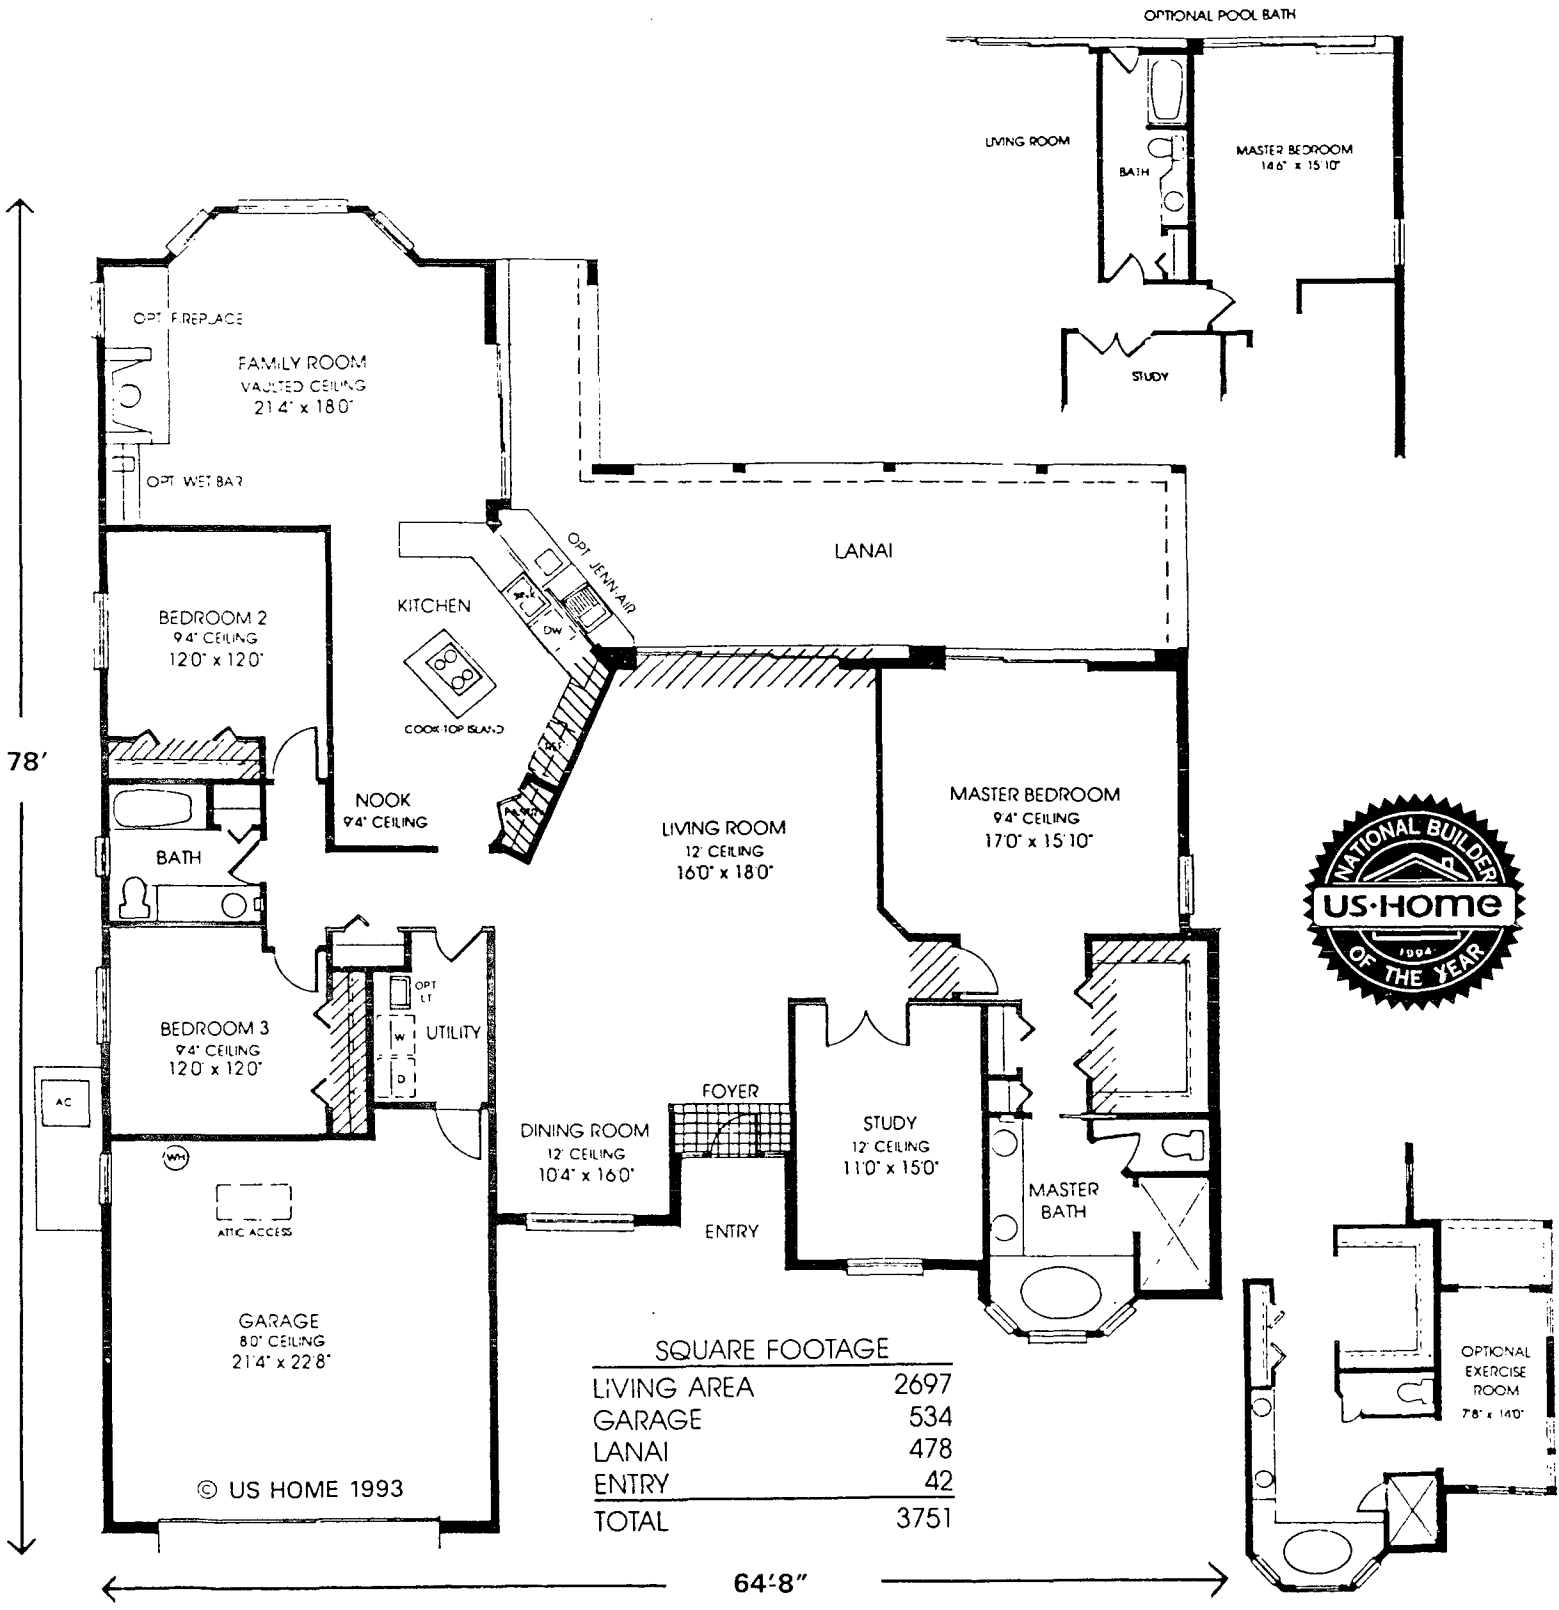 OPTIONAL POOL BATH
LIVING ROOM
BATH
MASTER BEDROOM
14'6" x 15'10"
STUDY
OPT. FIREPLACE
FAMILY ROOM
VAULTED CEILING
21'4" x 18'0"
OPT WET BAR
OPT JENN-AIR
LANAI
BEDROOM 2
9'4" CEILING
12'0" x 12'0"
KITCHEN
DW
COOK-TOP ISLAND
REF
PANTRY
78'
NOOK
9'4" CEILING
LIVING ROOM
12' CEILING
16'0" x 18'0"
MASTER BEDROOM
9'4" CEILING
17'0" x 15'10"
BATH
NATIONAL BUILDER
US·Home
1994
OF THE YEAR
BEDROOM 3
9'4" CEILING
12'0" x 12'0"
OPT
LT
W
UTILITY
D
AC
FOYER
DINING ROOM
12' CEILING
10'4" x 16'0"
STUDY
12' CEILING
11'0" x 15'0"
WH
ATTIC ACCESS
ENTRY
MASTER
BATH
GARAGE
8'0" CEILING
21'4" x 22'8"
OPTIONAL
EXERCISE
ROOM
7'8" x 14'0"
SQUARE FOOTAGE
LIVING AREA 2697
GARAGE 534
LANAI 478
ENTRY 42
TOTAL 3751
© US HOME 1993
64'-8"